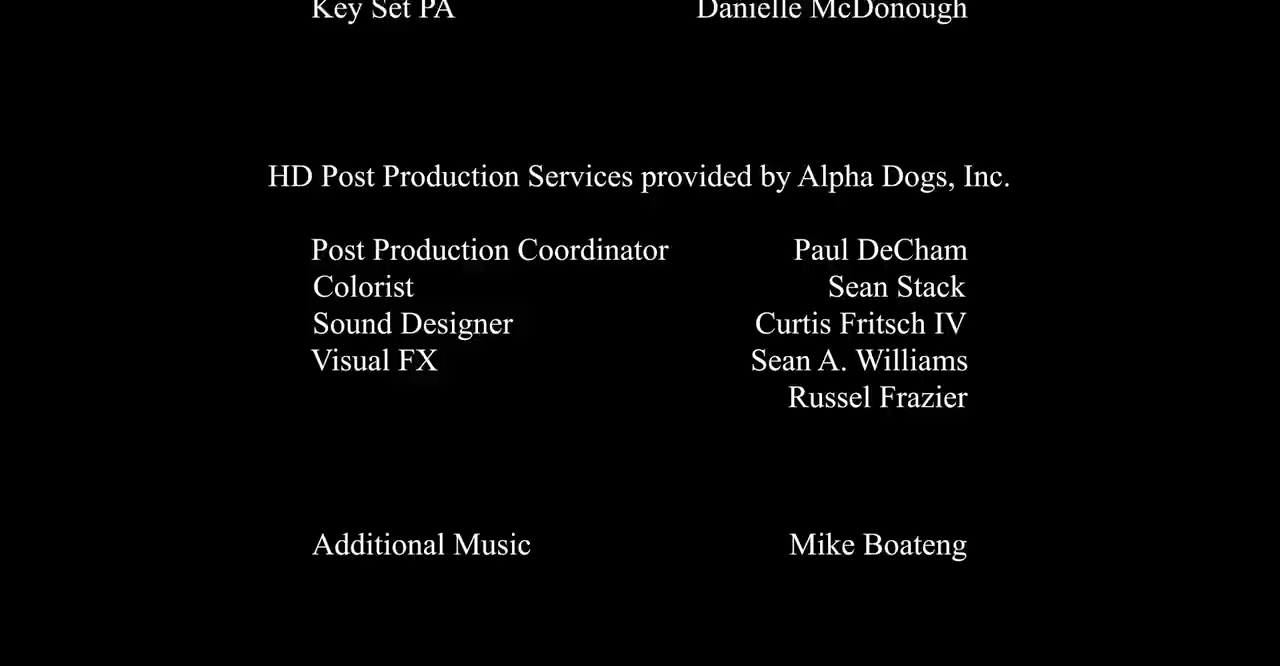 Key Set PA Danielle McDonough
HD Post Production Services provided by Alpha Dogs, Inc.
Post Production Coordinator Paul DeCham
Colorist Sean Stack
Sound Designer Curtis Fritsch IV
Visual FX Sean A. Williams
Russel Frazier
Additional Music Mike Boateng